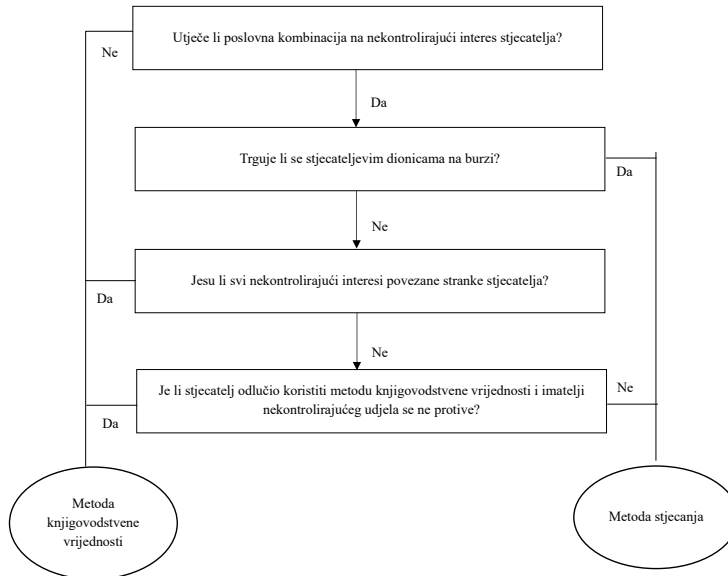 Utječe li poslovna kombinacija na nekontrolirajući interes stjecatelja?
Ne
Da
Trguje li se stjecateljevim dionicama na burzi?
Da
Ne
Jesu li svi nekontrolirajući interesi povezane stranke stjecatelja?
Da
Ne
Je li stjecatelj odlučio koristiti metodu knjigovodstvene vrijednosti i imatelji
nekontrolirajućeg udjela se ne protive?
Ne
Da
Metoda
knjigovodstvene
vrijednosti
Metoda stjecanja